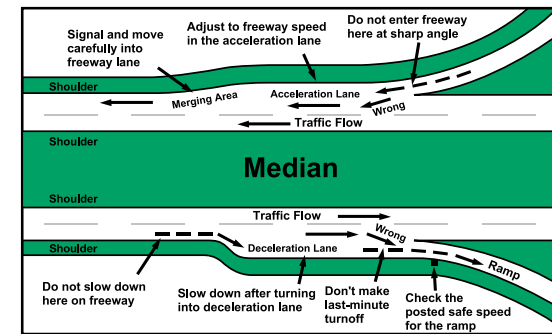 Signal and move
carefully into
freeway lane
Adjust to freeway speed
in the acceleration lane
Do not enter freeway
here at sharp angle
Shoulder
Merging Area
Acceleration Lane
Wrong
Traffic Flow
Shoulder
Median
Shoulder
Traffic Flow
Shoulder
Deceleration Lane
Wrong
Ramp
Do not slow down
here on freeway
Slow down after turning
into deceleration lane
Don't make
last-minute
turnoff
Check the
posted safe speed
for the ramp